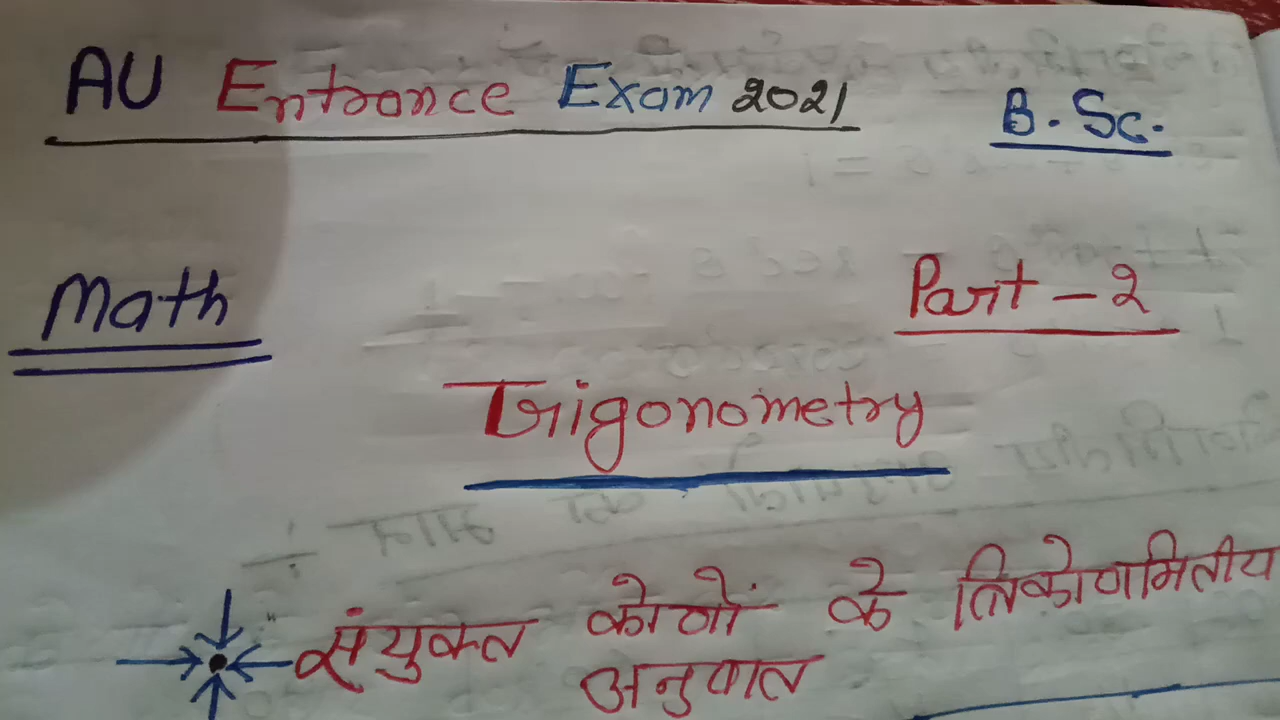 AU Entrance Exam 2021
B.Sc.
Math
Part-2
Trigonometry
संयुक्त कोणों के त्रिकोणमितीय
अनुपात